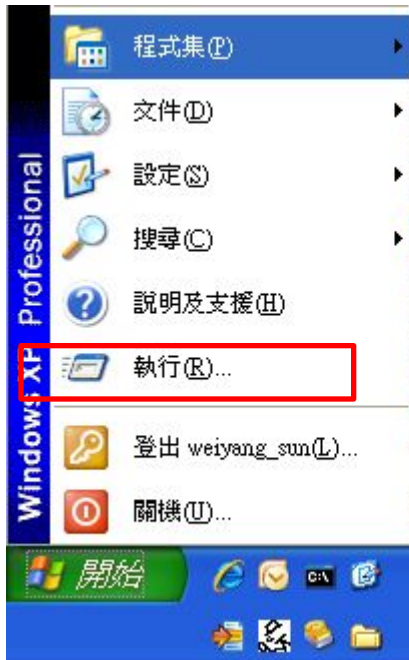 程式集(P)
文件(D)
設定(S)
搜尋(C)
說明及支援(H)
執行(R)...
登出 weiyang_sun(L)...
關機(U)...
Windows XP Professional
開始